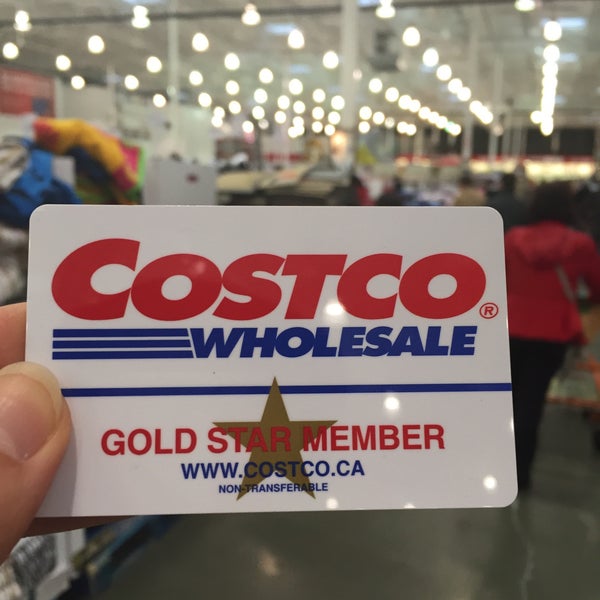 COSTCO®
WHOLESALE
GOLD STAR MEMBER
WWW.COSTCO.CA
NON-TRANSFERABLE